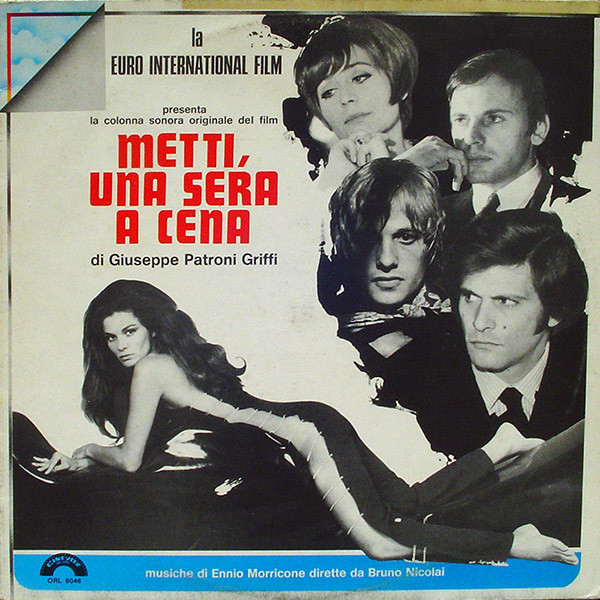 la
EURO INTERNATIONAL FILM
presenta
la colonna sonora originale del film
METTI,
UNA SERA
A CENA
di Giuseppe Patroni Griffi
CINEVOX
ORL 8046
musiche di Ennio Morricone dirette da Bruno Nicolai